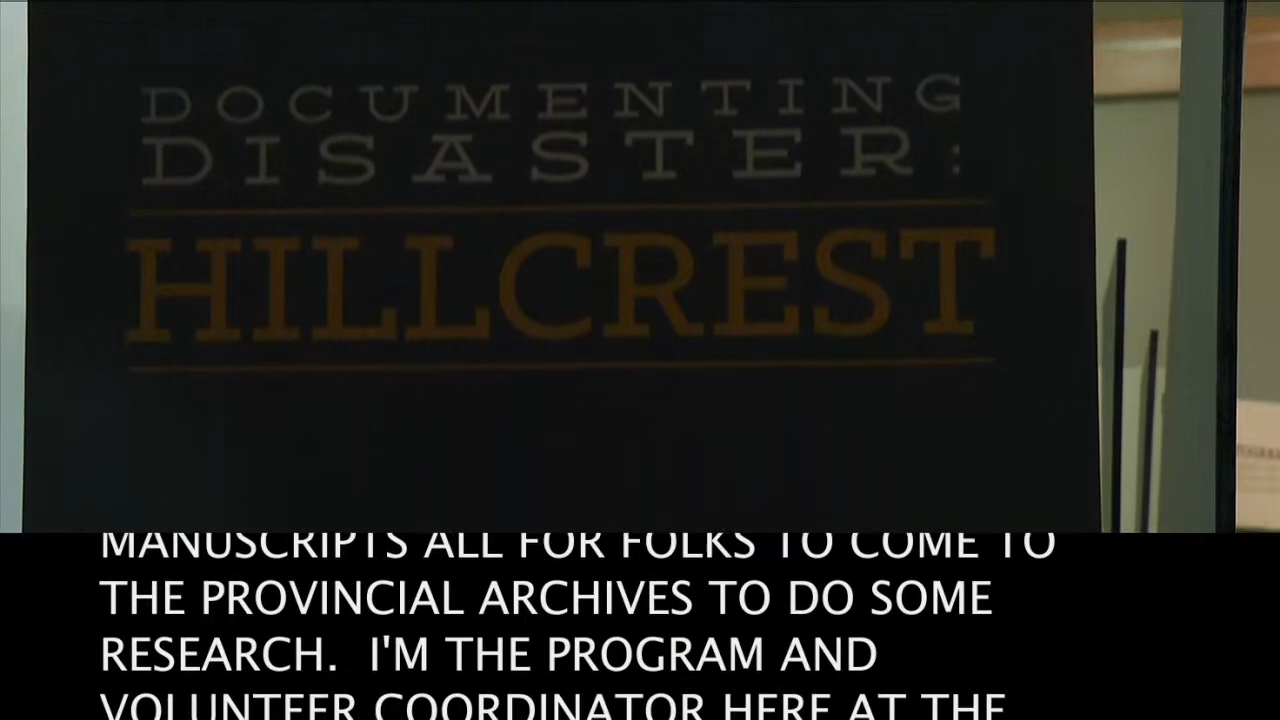 DOCUMENTING
DISASTER:
HILLCREST
MANUSCRIPTS ALL FOR FOLKS TO COME TO
THE PROVINCIAL ARCHIVES TO DO SOME
RESEARCH.  I'M THE PROGRAM AND
VOLUNTEER COORDINATOR HERE AT THE